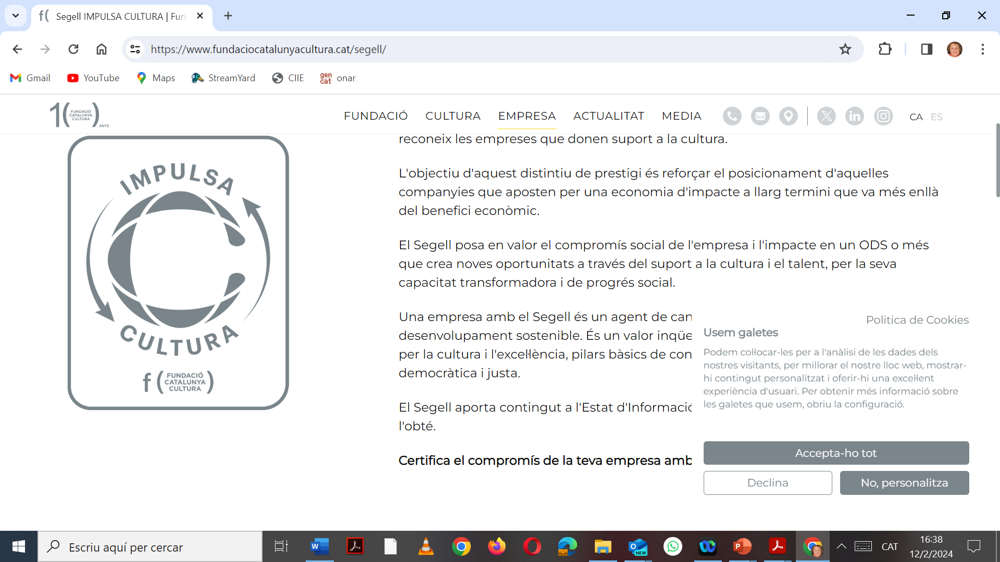 Segell IMPULSA CULTURA | Fun
https://www.fundaciocatalunyacultura.cat/segell/
Gmail YouTube Maps StreamYard CIIE gencat onar
10 (FUNDACIÓ CATALUNYA CULTURA) ANYS
FUNDACIÓ CULTURA EMPRESA ACTUALITAT MEDIA CA ES
IMPULSA
CULTURA
f (FUNDACIÓ
CATALUNYA
CULTURA)
reconeix les empreses que donen suport a la cultura.
L'objectiu d'aquest distintiu de prestigi és reforçar el posicionament d'aquelles
companyies que aposten per una economia d'impacte a llarg termini que va més enllà
del benefici econòmic.
El Segell posa en valor el compromís social de l'empresa i l'impacte en un ODS o més
que crea noves oportunitats a través del suport a la cultura i el talent, per la seva
capacitat transformadora i de progrés social.
Una empresa amb el Segell és un agent de can
desenvolupament sostenible. És un valor inqüe
per la cultura i l'excel·lència, pilars bàsics de con
democràtica i justa.
El Segell aporta contingut a l'Estat d'Informació
l'obté.
Certifica el compromís de la teva empresa amb
Politica de Cookies
Usem galetes
Podem col·locar-les per a l'anàlisi de les dades dels
nostres visitants, per millorar el nostre lloc web, mostrar-
hi contingut personalitzat i oferir-hi una excel·lent
experiència d'usuari. Per obtenir més informació sobre
les galetes que usem, obriu la configuració.
Accepta-ho tot
Declina No, personalitza
Escriu aquí per cercar
NEW
CAT
16:38
12/2/2024